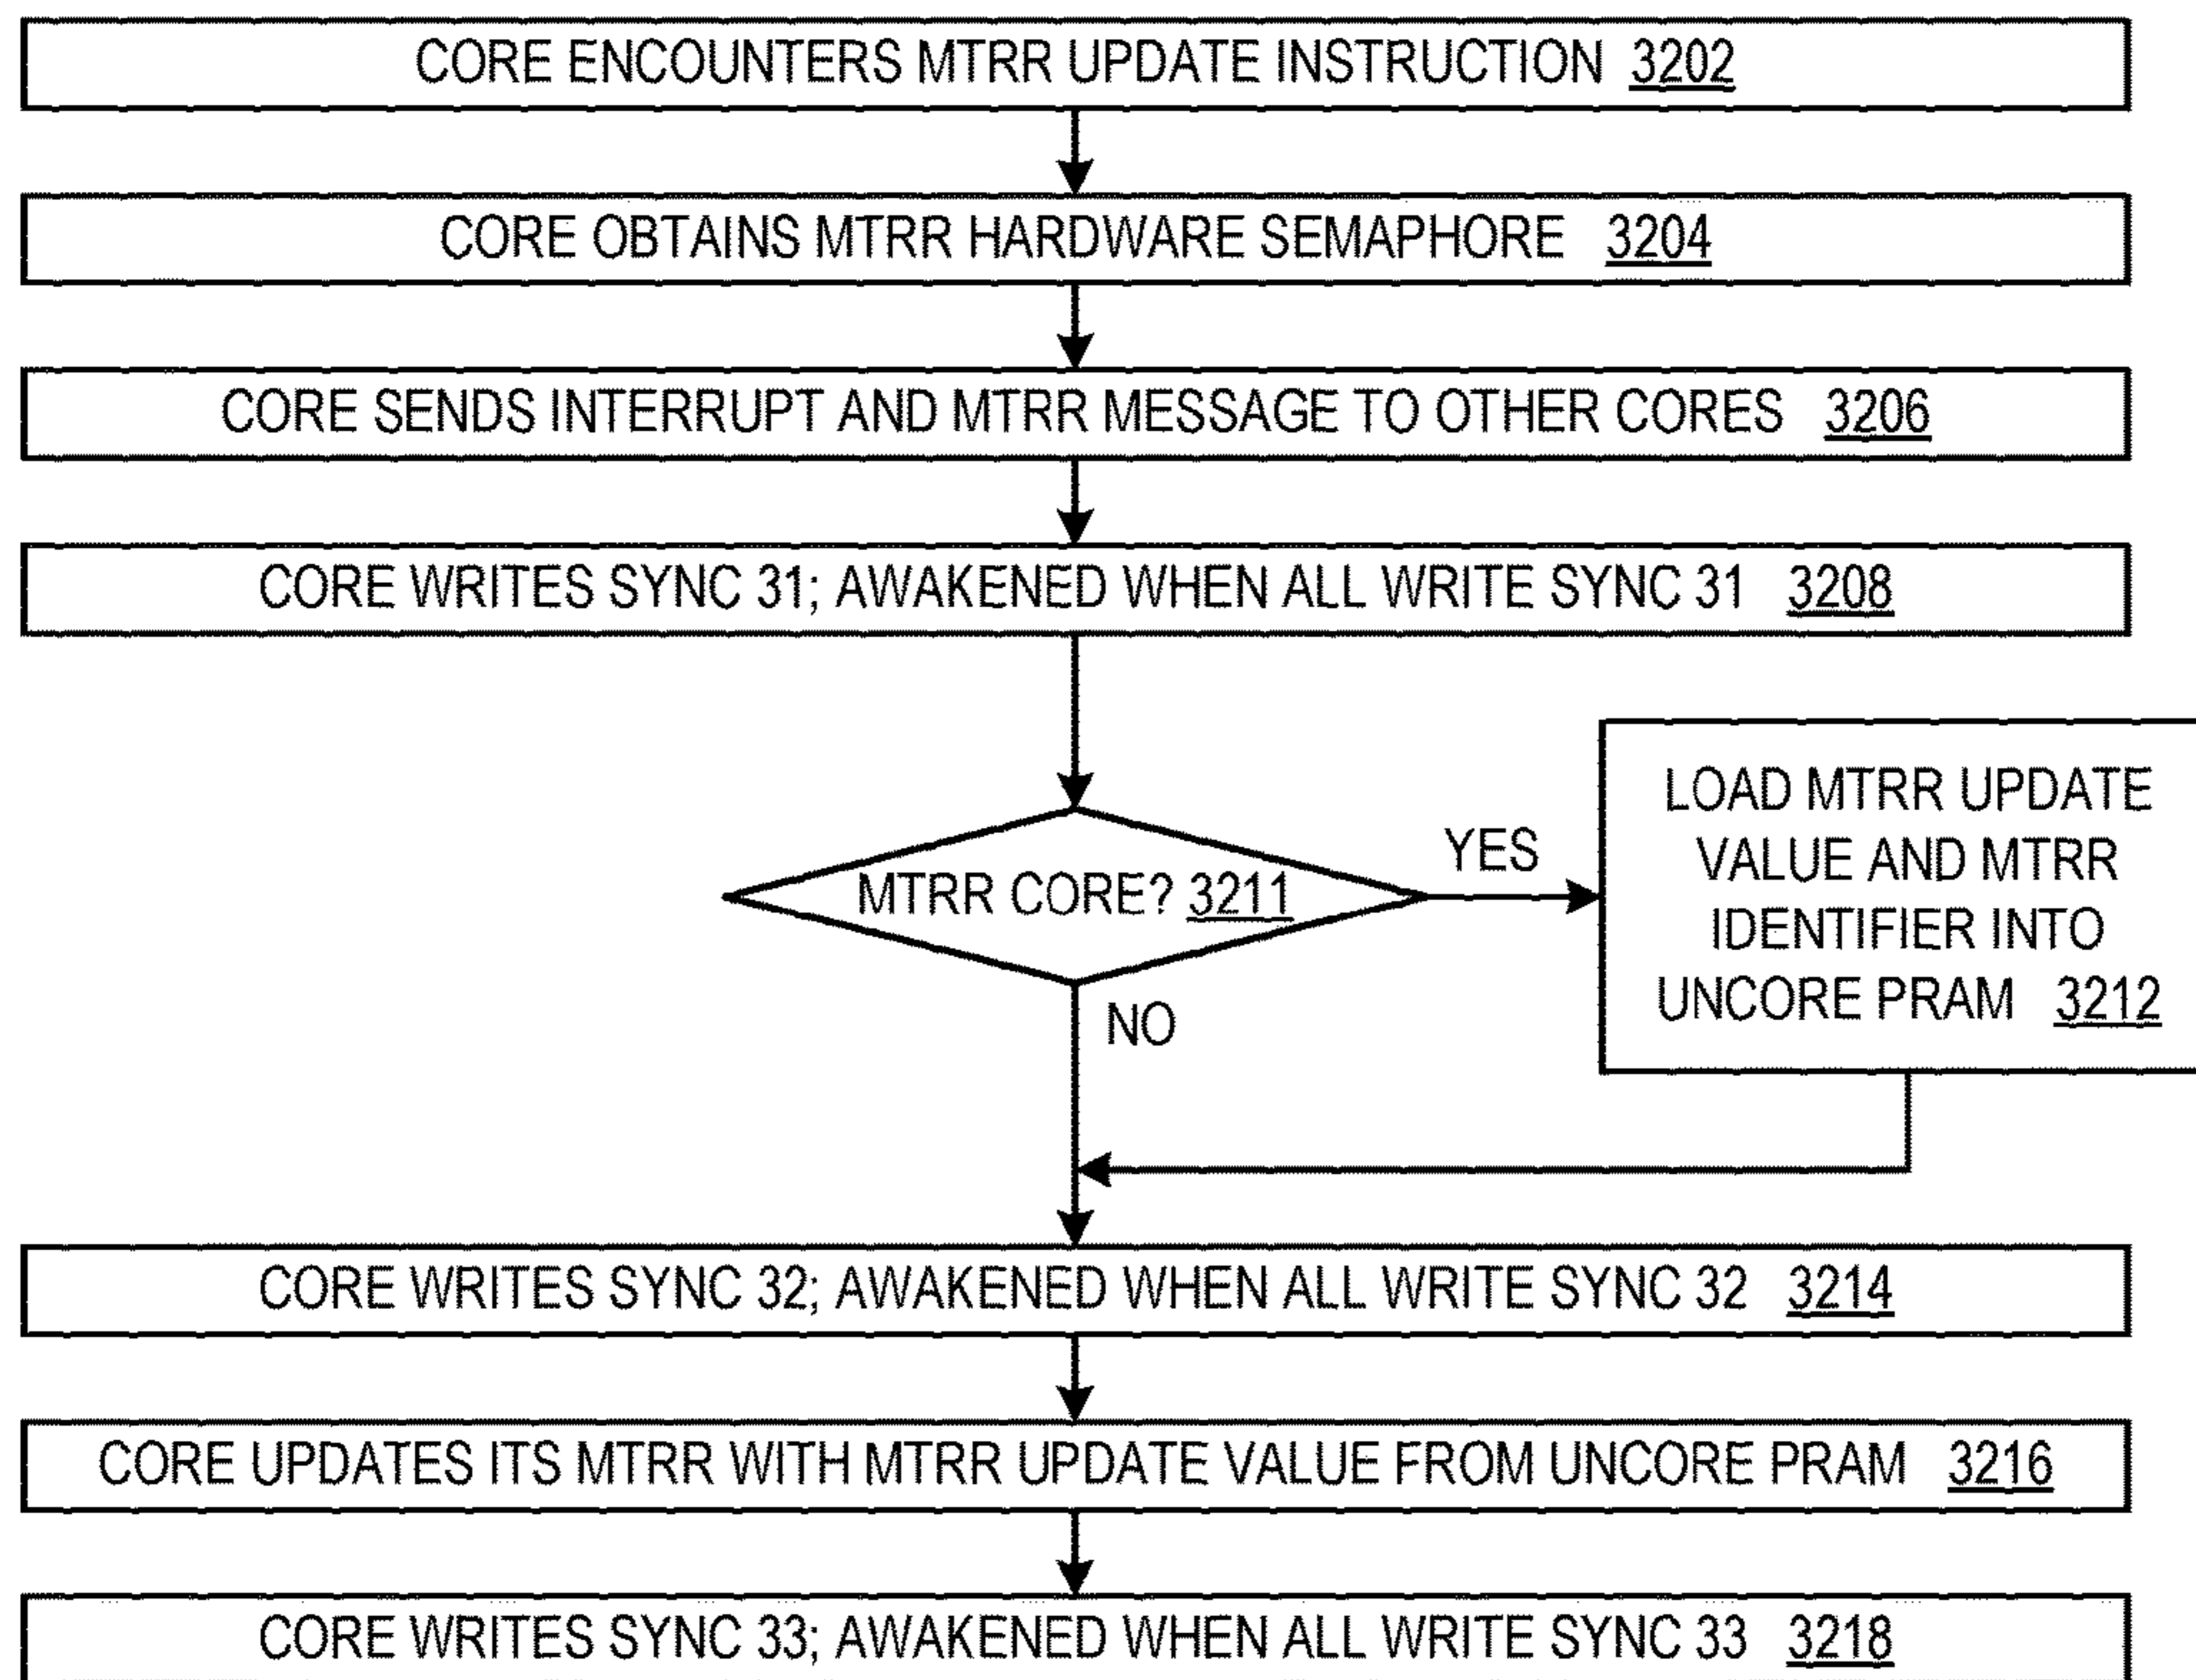 CORE ENCOUNTERS MTRR UPDATE INSTRUCTION 3202
CORE OBTAINS MTRR HARDWARE SEMAPHORE 3204
CORE SENDS INTERRUPT AND MTRR MESSAGE TO OTHER CORES 3206
CORE WRITES SYNC 31; AWAKENED WHEN ALL WRITE SYNC 31 3208
MTRR CORE? 3211
YES
LOAD MTRR UPDATE
VALUE AND MTRR
IDENTIFIER INTO
UNCORE PRAM 3212
NO
CORE WRITES SYNC 32; AWAKENED WHEN ALL WRITE SYNC 32 3214
CORE UPDATES ITS MTRR WITH MTRR UPDATE VALUE FROM UNCORE PRAM 3216
CORE WRITES SYNC 33; AWAKENED WHEN ALL WRITE SYNC 33 3218